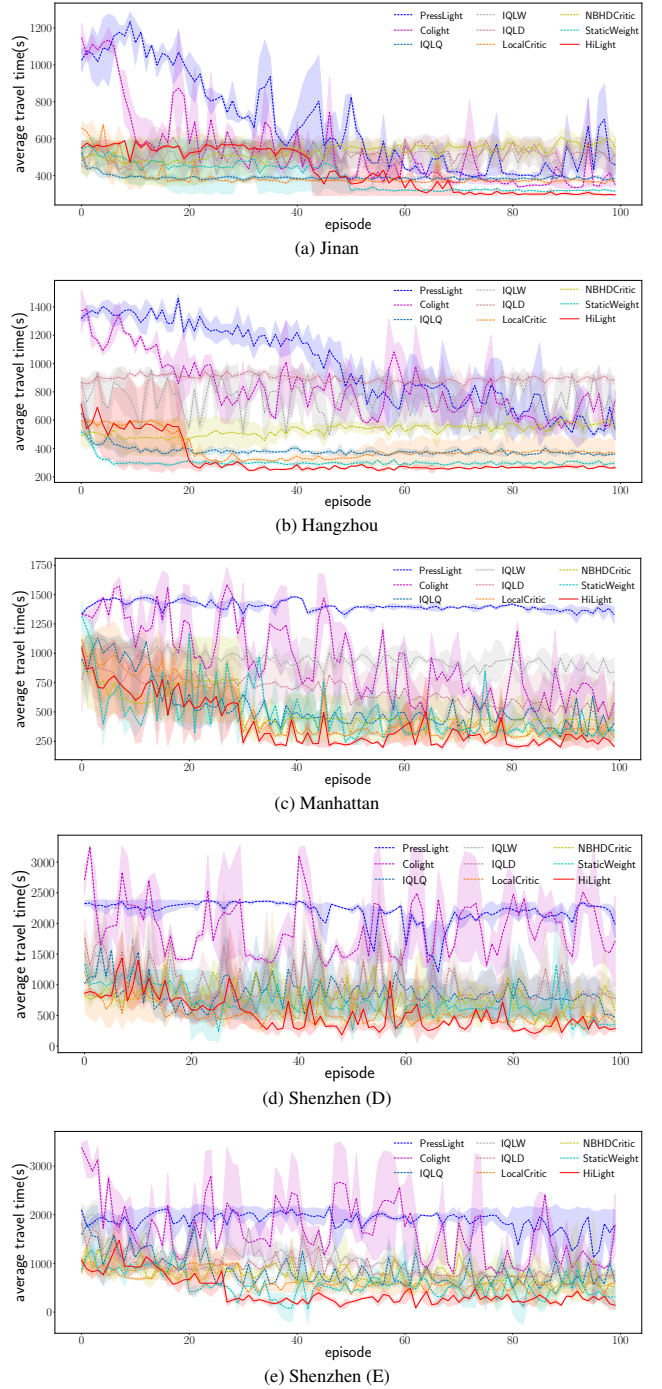 average travel time(s)
1200
1000
800
600
400
PressLight
Colight
IQLQ
IQLW
IQLD
LocalCritic
NBHDCritic
StaticWeight
HiLight
0 20 40 60 80 100
episode
(a) Jinan
average travel time(s)
1400
1200
1000
800
600
400
200
PressLight
Colight
IQLQ
IQLW
IQLD
LocalCritic
NBHDCritic
StaticWeight
HiLight
0 20 40 60 80 100
episode
(b) Hangzhou
average travel time(s)
1750
1500
1250
1000
750
500
250
PressLight
Colight
IQLQ
IQLW
IQLD
LocalCritic
NBHDCritic
StaticWeight
HiLight
0 20 40 60 80 100
episode
(c) Manhattan
average travel time(s)
3000
2500
2000
1500
1000
500
0
PressLight
Colight
IQLQ
IQLW
IQLD
LocalCritic
NBHDCritic
StaticWeight
HiLight
0 20 40 60 80 100
episode
(d) Shenzhen (D)
average travel time(s)
3000
2000
1000
0
PressLight
Colight
IQLQ
IQLW
IQLD
LocalCritic
NBHDCritic
StaticWeight
HiLight
0 20 40 60 80 100
episode
(e) Shenzhen (E)